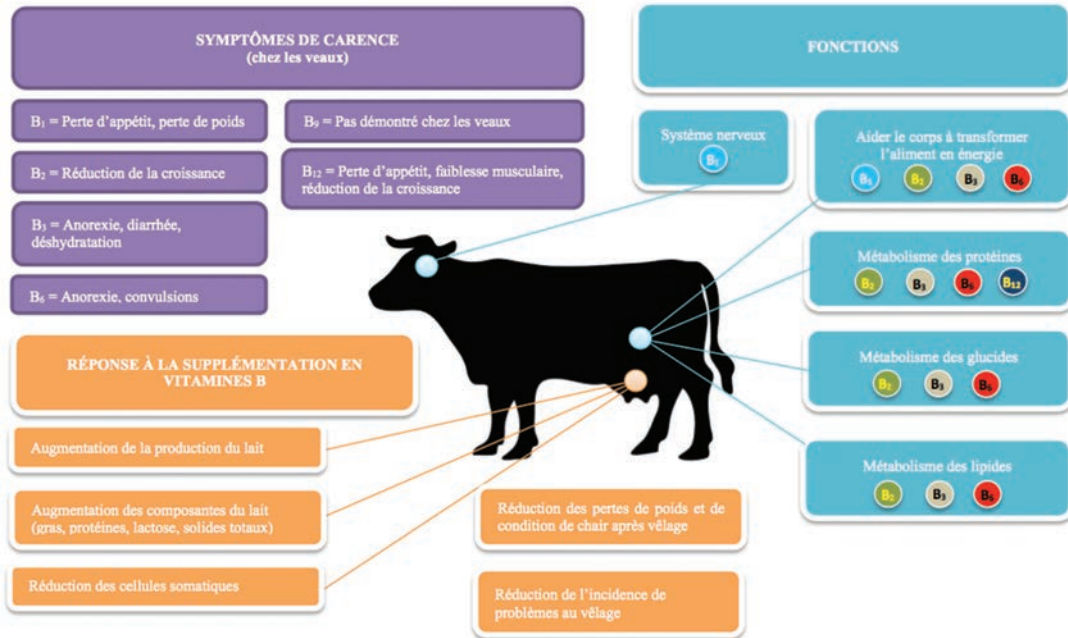 SYMPTÔMES DE CARENCE
(chez les veaux)
B₁ = Perte d'appétit, perte de poids
B₂ = Réduction de la croissance
B₃ = Anorexie, diarrhée,
déshydratation
B₆ = Anorexie, convulsions
B₉ = Pas démontré chez les veaux
B₁₂ = Perte d'appétit, faiblesse musculaire,
réduction de la croissance
FONCTIONS
Système nerveux
B₁
Aider le corps à transformer
l'aliment en énergie
B₁ B₂ B₃ B₆
Métabolisme des protéines
B₂ B₃ B₆ B₁₂
Métabolisme des glucides
B₂ B₃ B₆
Métabolisme des lipides
B₂ B₃ B₆
RÉPONSE À LA SUPPLÉMENTATION EN
VITAMINES B
Augmentation de la production du lait
Augmentation des composantes du lait
(gras, protéines, lactose, solides totaux)
Réduction des cellules somatiques
Réduction des pertes de poids et de
condition de chair après vêlage
Réduction de l'incidence de
problèmes au vêlage